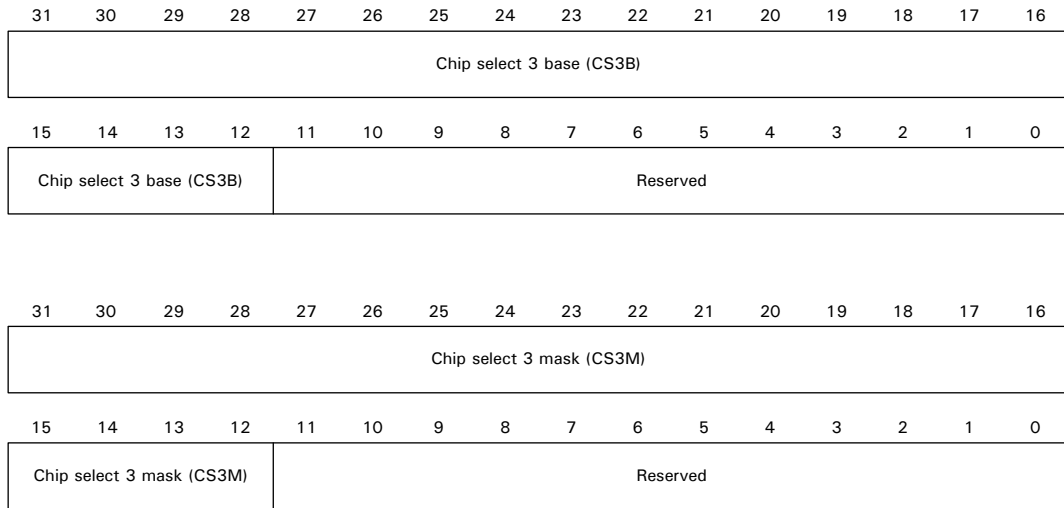 31 30 29 28 27 26 25 24 23 22 21 20 19 18 17 16
Chip select 3 base (CS3B)
15 14 13 12 11 10 9 8 7 6 5 4 3 2 1 0
Chip select 3 base (CS3B) Reserved
31 30 29 28 27 26 25 24 23 22 21 20 19 18 17 16
Chip select 3 mask (CS3M)
15 14 13 12 11 10 9 8 7 6 5 4 3 2 1 0
Chip select 3 mask (CS3M) Reserved